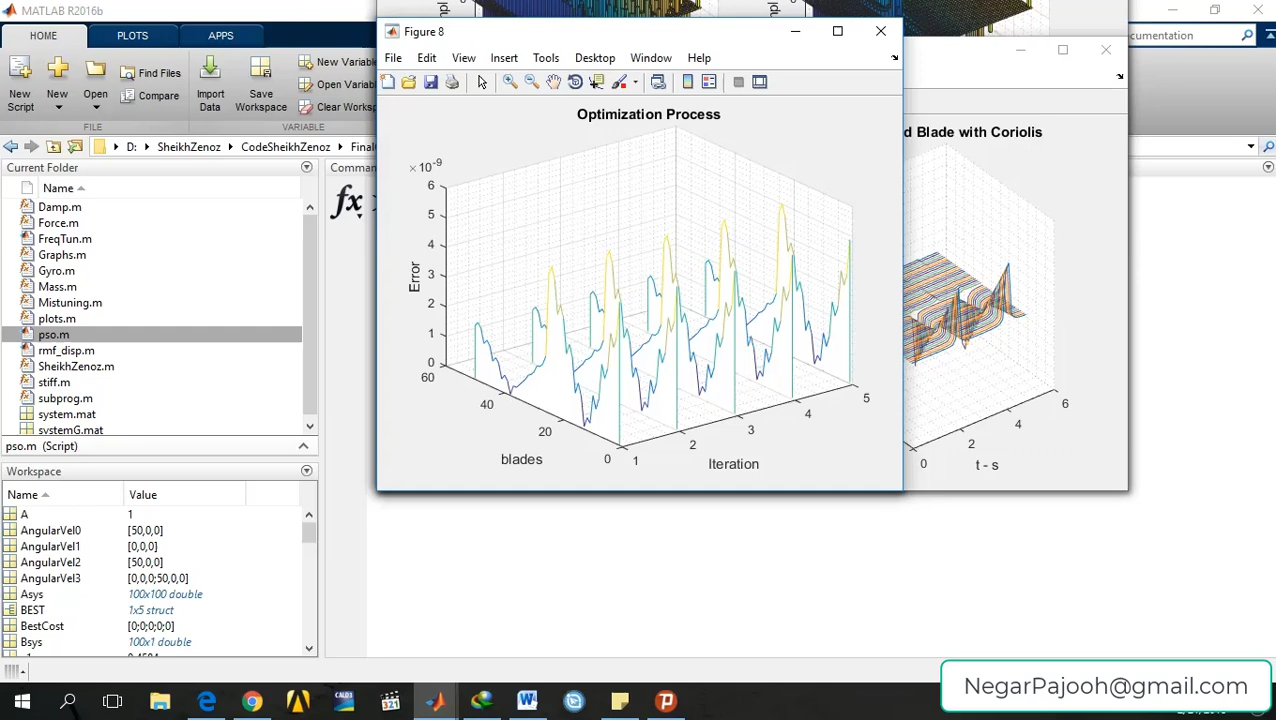 MATLAB R2016b
HOME
PLOTS
APPS
New
Script
New
Open
Find Files
Compare
Import
Data
Save
Workspace
New Variable
Open Variable
Clear Works
FILE
VARIABLE
ocumentation
D: SheikhZenoz CodeSheikhZenoz Final
Current Folder
Name
Damp.m
Force.m
FreqTun.m
Graphs.m
Gyro.m
Mass.m
Mistuning.m
plots.m
pso.m
rmf_disp.m
SheikhZenoz.m
stiff.m
subprog.m
system.mat
systemG.mat
pso.m (Script)
Workspace
Name Value
A 1
AngularVel0 [50,0,0]
AngularVel1 [0,0,0]
AngularVel2 [50,0,0]
AngularVel3 [0,0,0;50,0,0]
Asys 100x100 double
BEST 1x5 struct
BestCost [0;0;0;0;0]
Bsys 100x1 double
Comman
fx
Figure 8
File Edit View Insert Tools Desktop Window Help
Optimization Process
×10-9
6
5
4
3
2
1
0
Error
60
40
20
0
blades
1
2
3
4
5
Iteration
d Blade with Coriolis
0
2
4
6
t - s
NegarPajooh@gmail.com